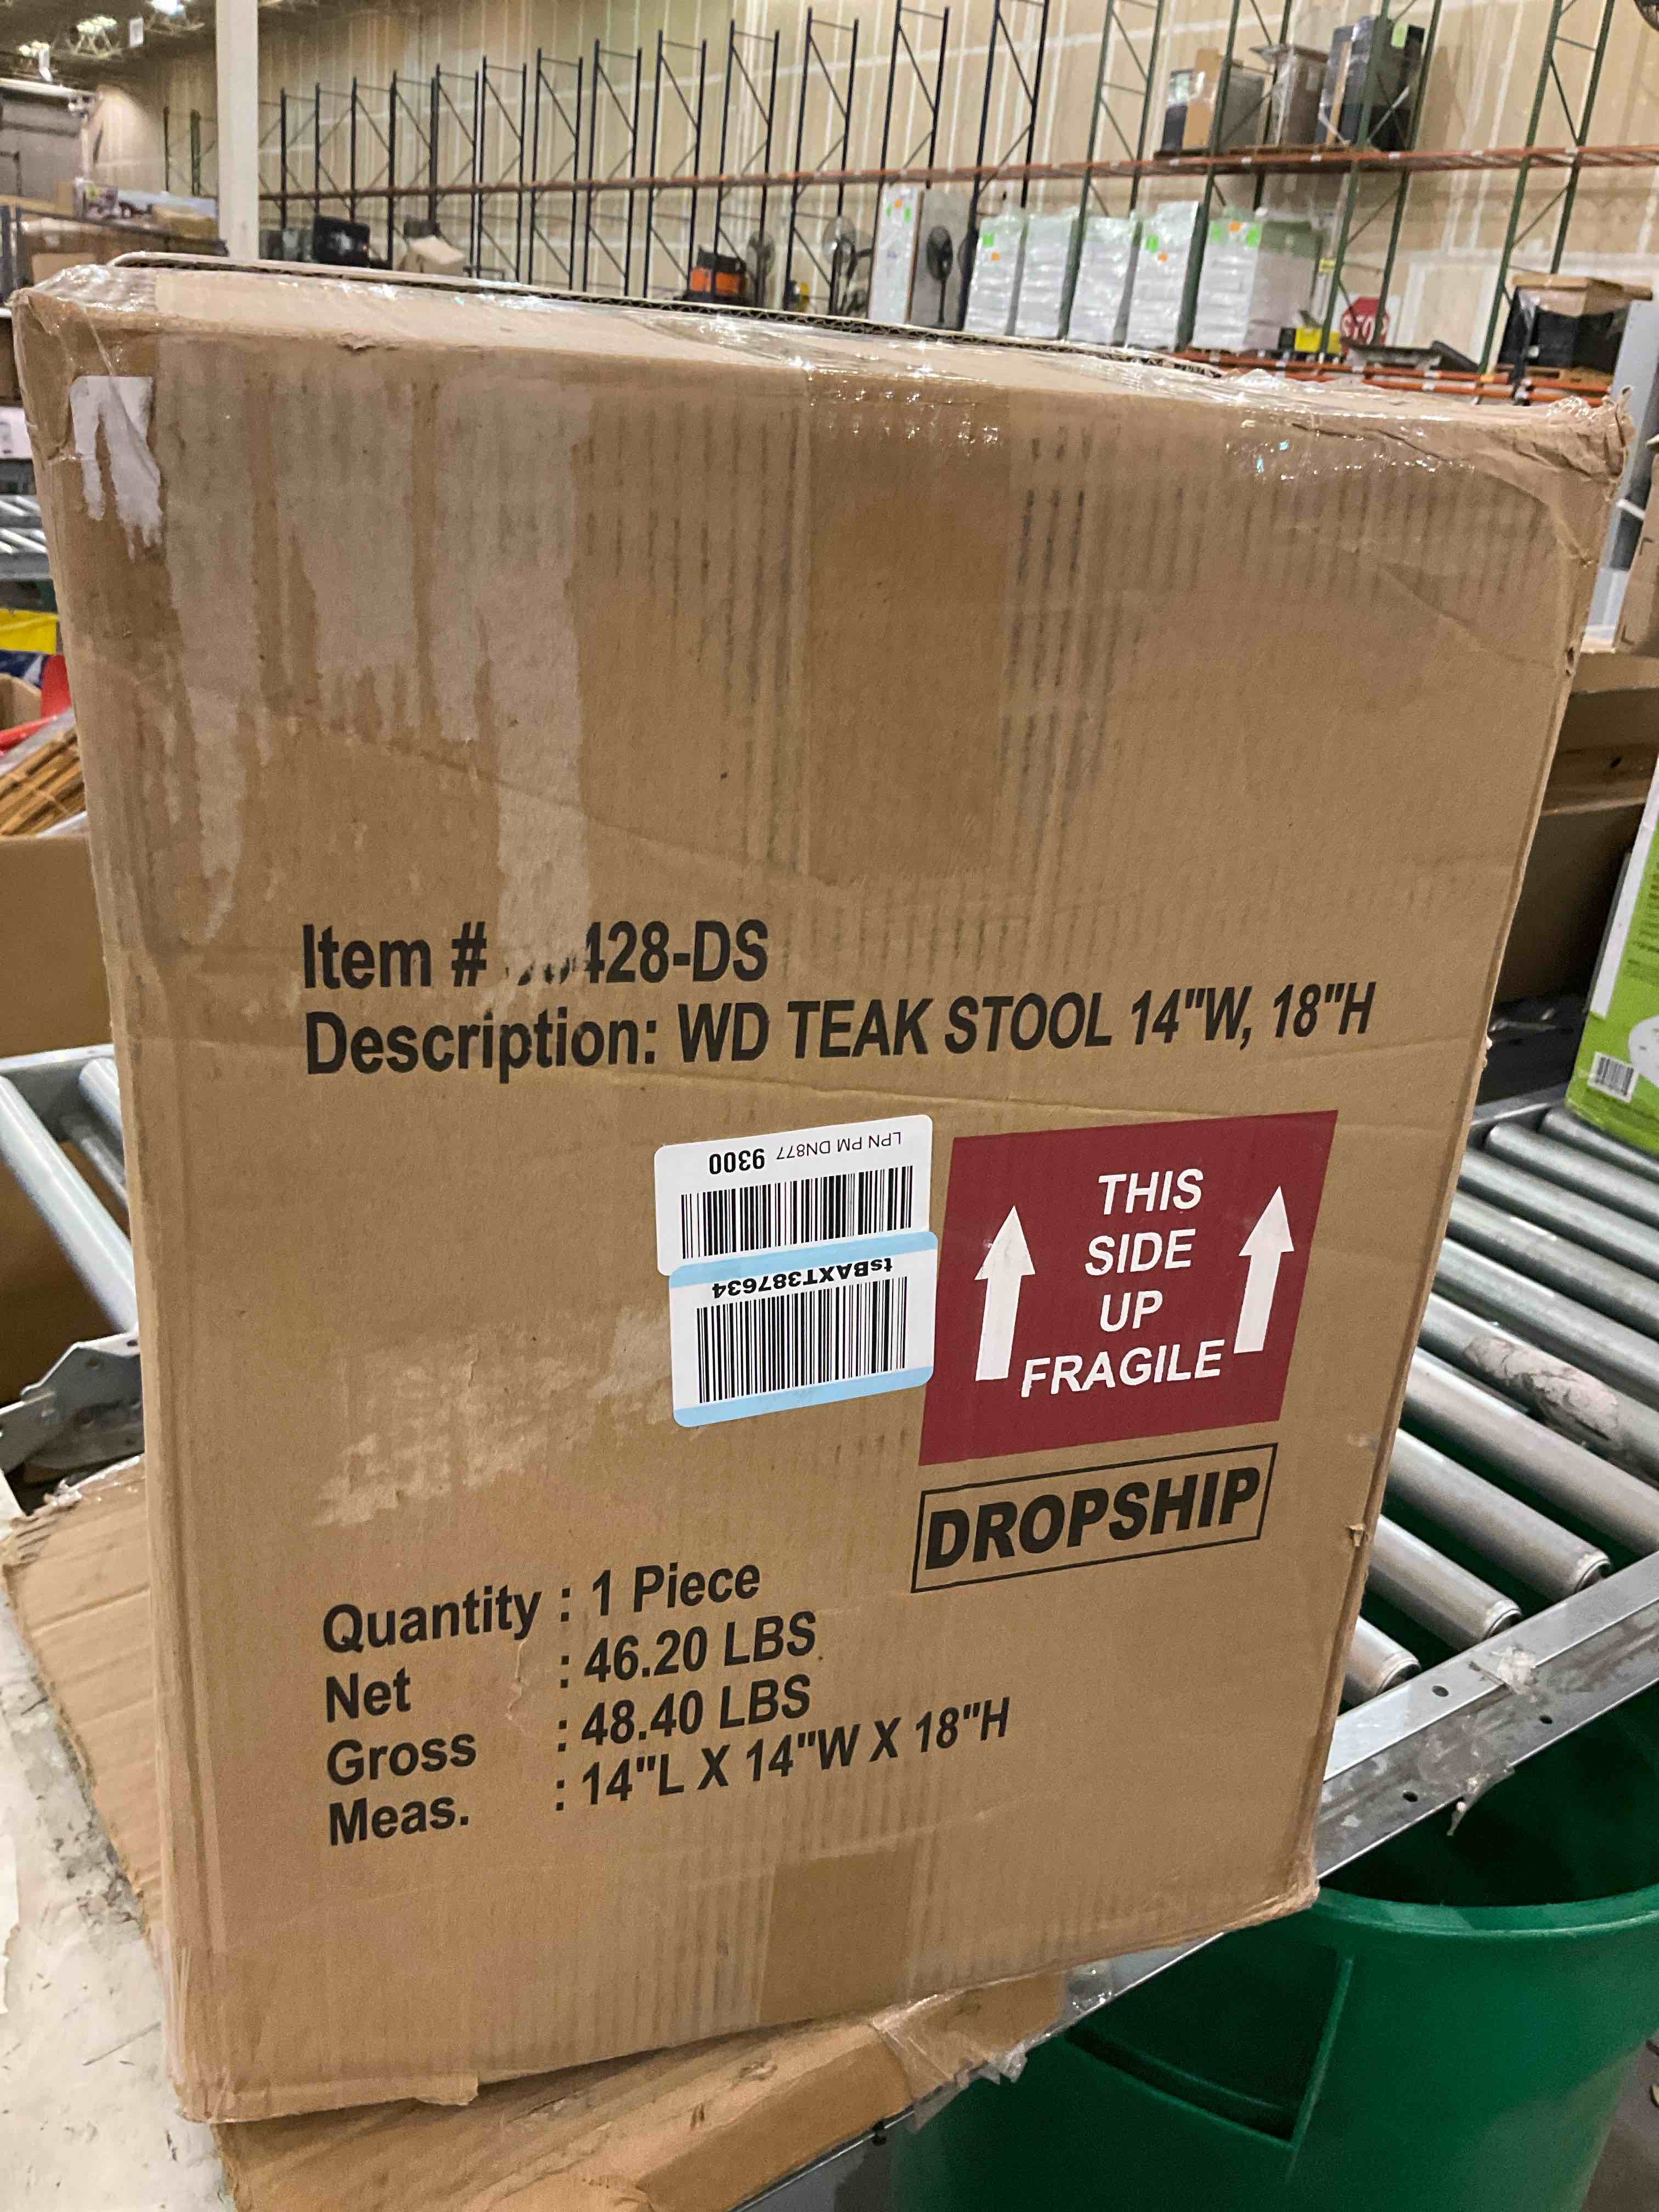 STOP
Item # 428-DS
Description: WD TEAK STOOL 14"W, 18"H
LPN PM DN877 9300
tsBAXT387634
THIS
SIDE
UP
FRAGILE
DROPSHIP
Quantity : 1 Piece
Net : 46.20 LBS
Gross : 48.40 LBS
Meas. : 14"L X 14"W X 18"H